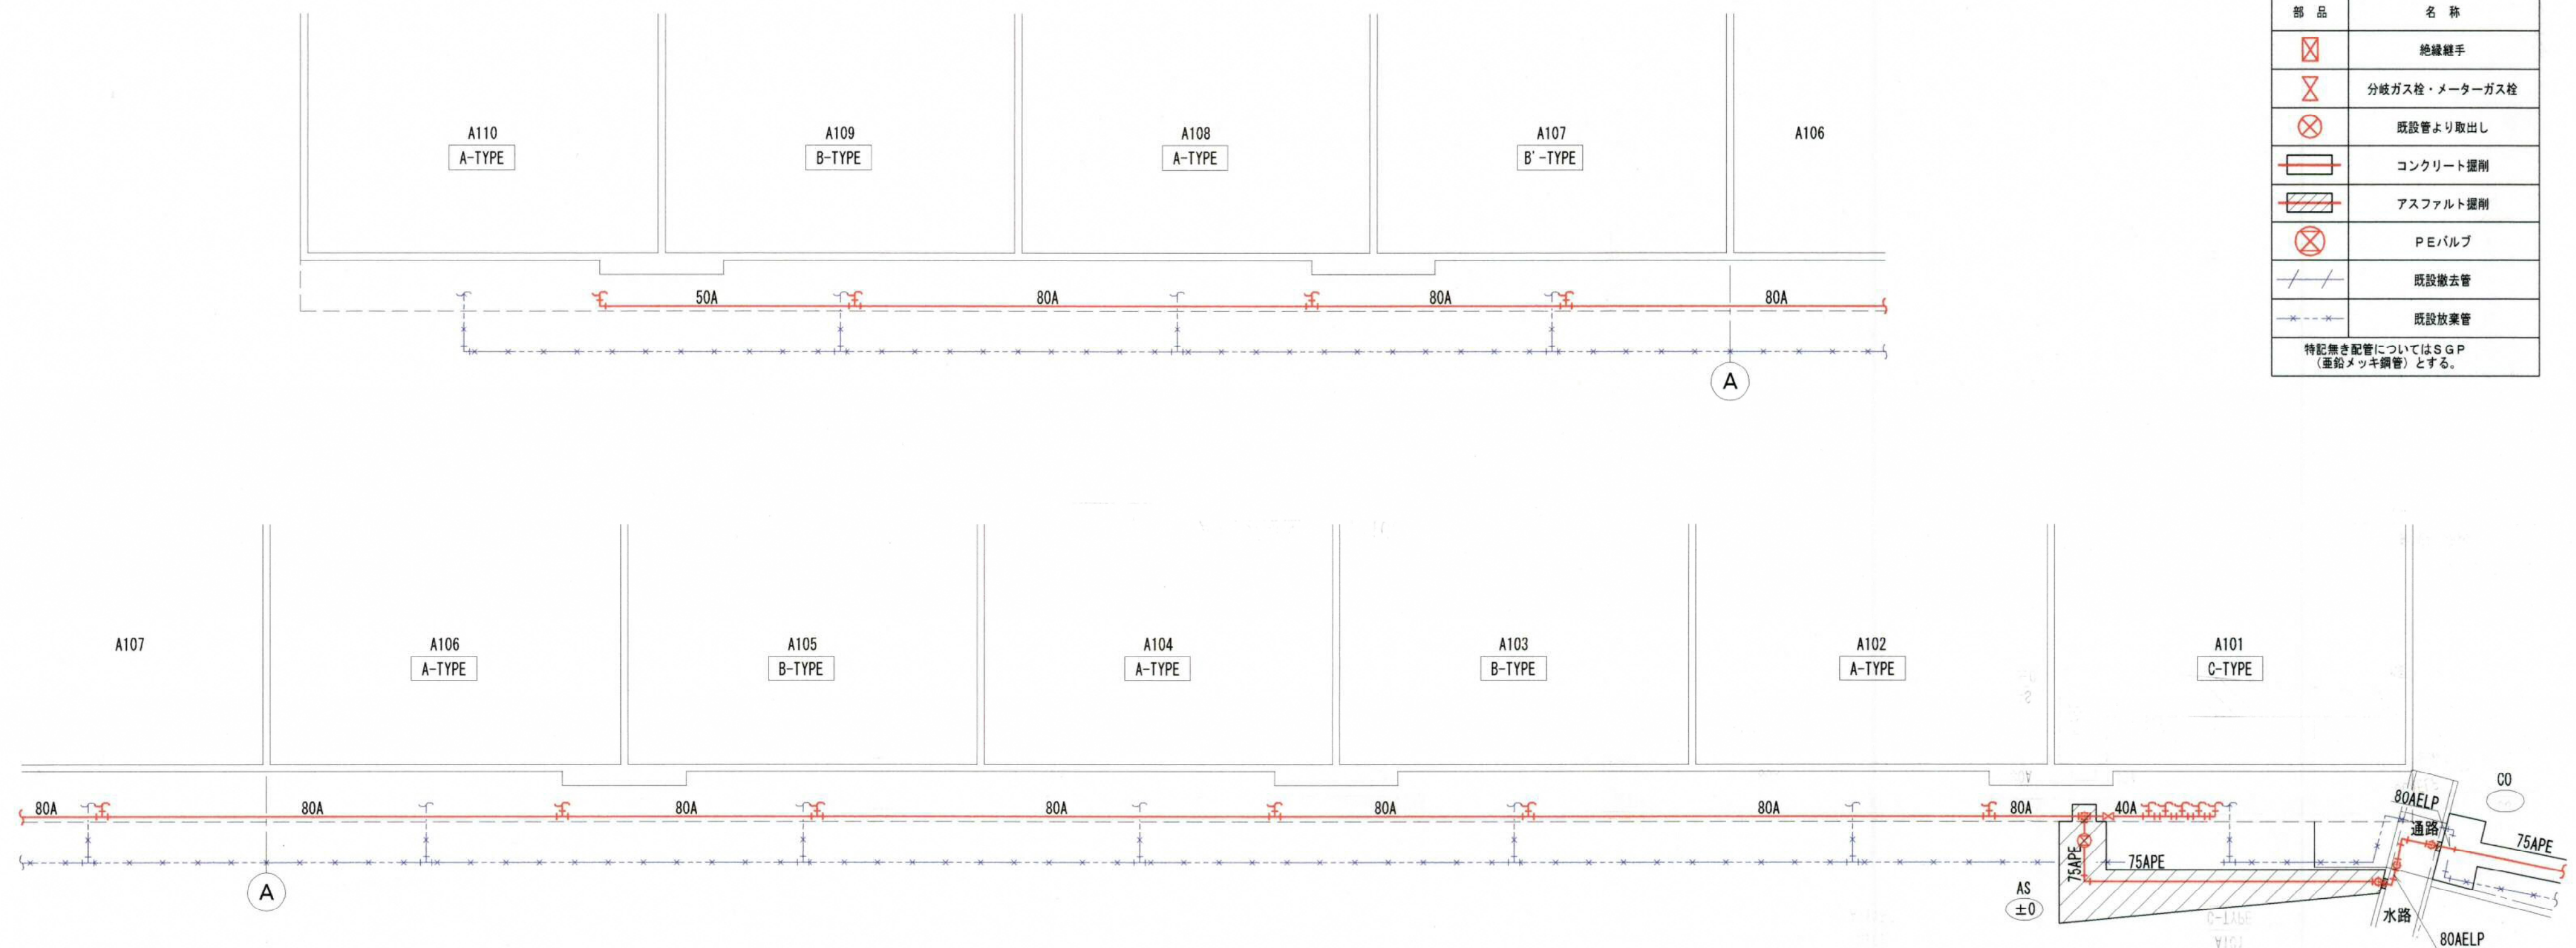 部 品 名 称
絶縁継手
分岐ガス栓・メーターガス栓
既設管より取出し
コンクリート掘削
アスファルト掘削
PEバルブ
既設撤去管
既設放棄管
特記無き配管についてはSGP
(亜鉛メッキ鋼管)とする。
A110
A-TYPE
A109
B-TYPE
A108
A-TYPE
A107
B'-TYPE
A106
50A
80A
80A
80A
A
A107
A106
A-TYPE
A105
B-TYPE
A104
A-TYPE
A103
B-TYPE
A102
A-TYPE
A101
C-TYPE
80A
80A
80A
80A
80A
80A
80A
40A
A
75APE
75APE
AS
±0
80AELP
通路
CO
75APE
水路
80AELP